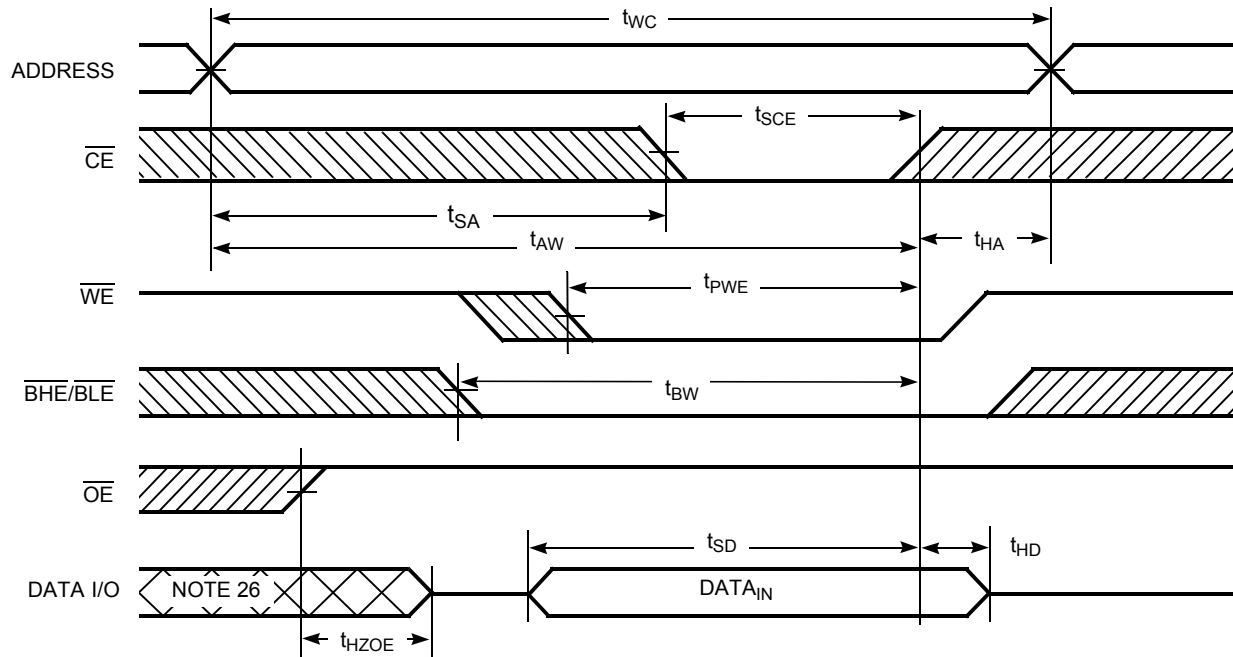 tWC
ADDRESS
tSCE
CE
tSA
tAW
tHA
WE
tPWE
BHE/BLE
tBW
OE
tSD
tHD
DATA I/O
NOTE 26
DATAIN
tHZOE